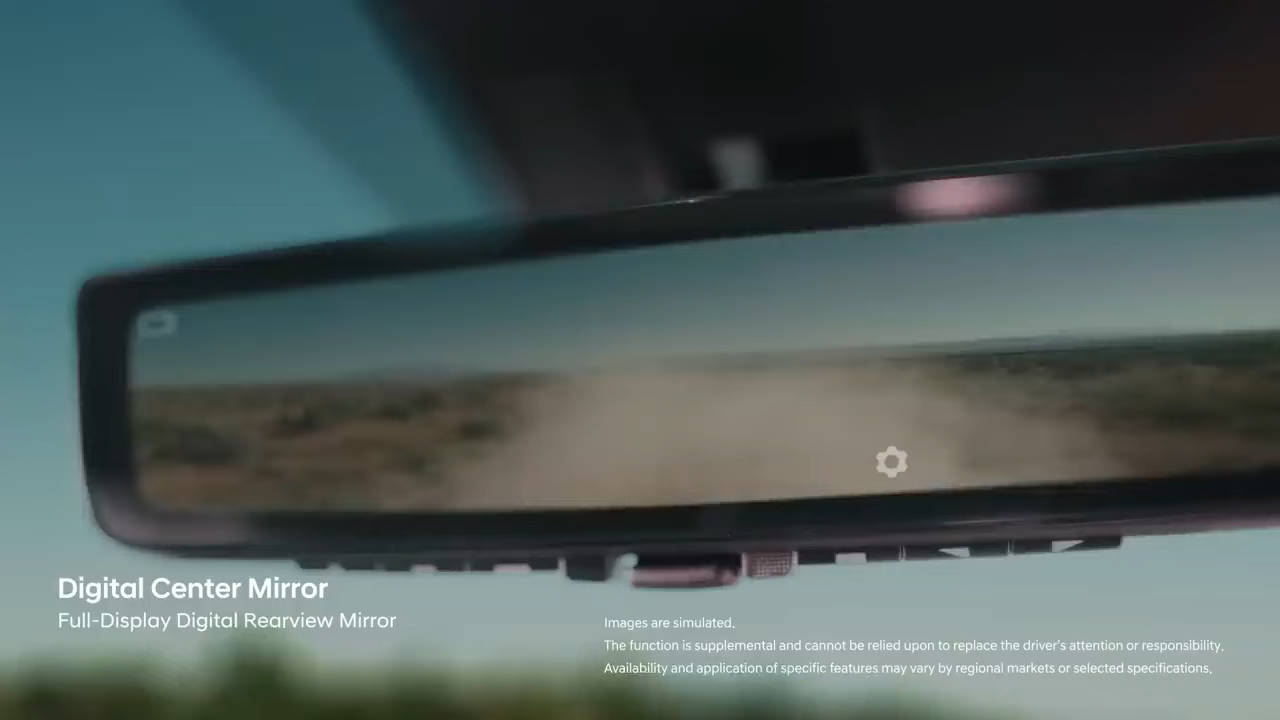 Digital Center Mirror
Full-Display Digital Rearview Mirror
Images are simulated.
The function is supplemental and cannot be relied upon to replace the driver's attention or responsibility.
Availability and application of specific features may vary by regional markets or selected specifications.